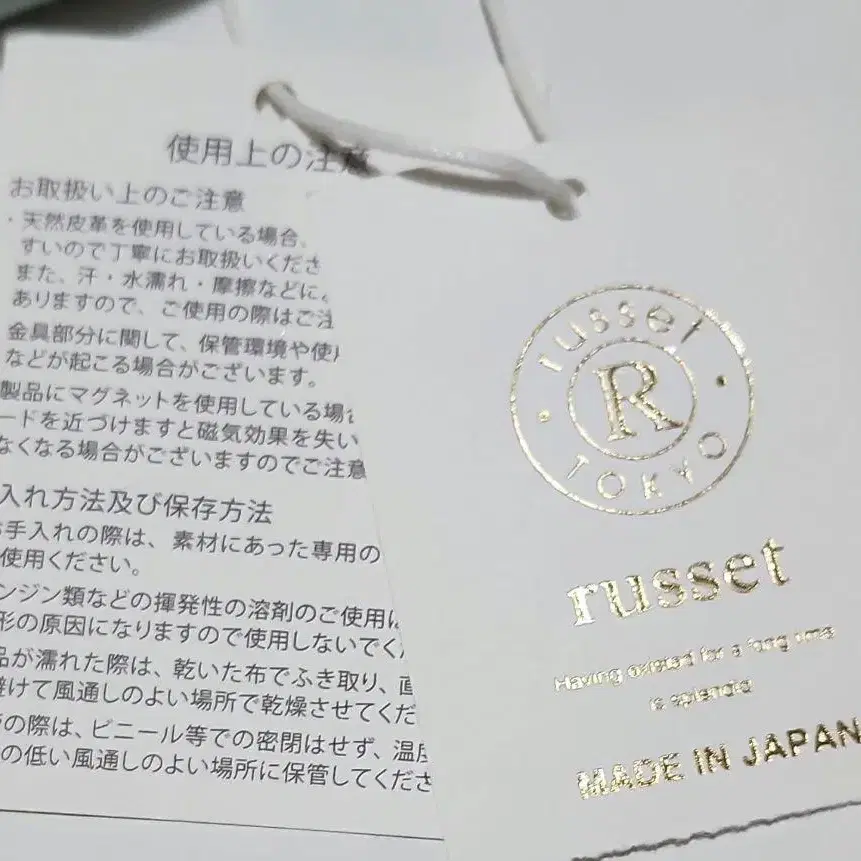 使用上の注意
お取扱い上のご注意
・天然皮革を使用している場合、
すいので丁寧にお取扱いくださ
また、汗・水濡れ・摩擦などに
ありますので、ご使用の際はご注
金具部分に関して、保管環境や使用
などが起こる場合がございます。
製品にマグネットを使用している場合
ードを近づけますと磁気効果を失い
なくなる場合がございますのでご注意
入れ方法及び保存方法
手入れの際は、素材にあった専用の
使用ください。
ンジン類などの揮発性の溶剤のご使用は
形の原因になりますので使用しないでく
品が濡れた際は、乾いた布でふき取り、直
避けて風通しのよい場所で乾燥させてくだ
の際は、ビニール等での密閉はせず、温度
の低い風通しのよい場所に保管してくださ
russet
R
TOKYO
russet
Having existed for a long time
is splendid
MADE IN JAPAN